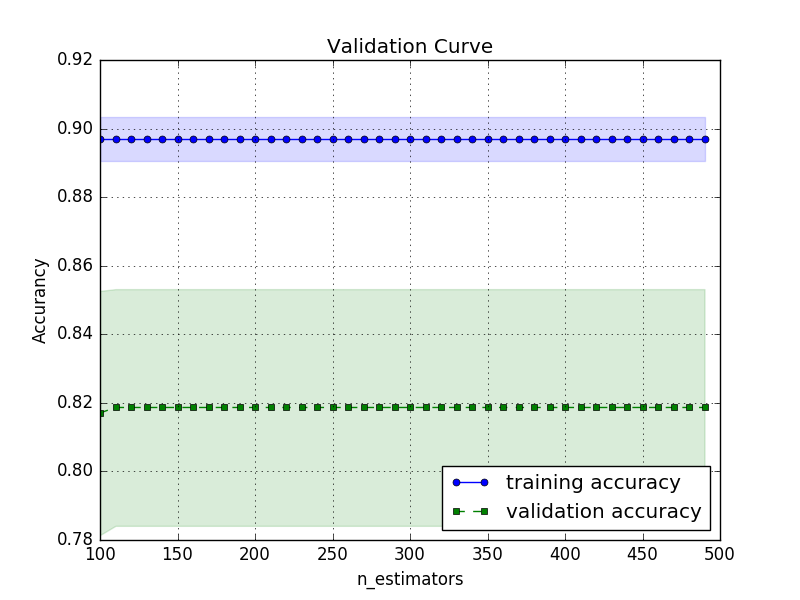 Validation Curve
0.92
0.90
0.88
0.86
0.84
0.82
0.80
0.78
Accurancy
100 150 200 250 300 350 400 450 500
n_estimators
training accuracy
validation accuracy